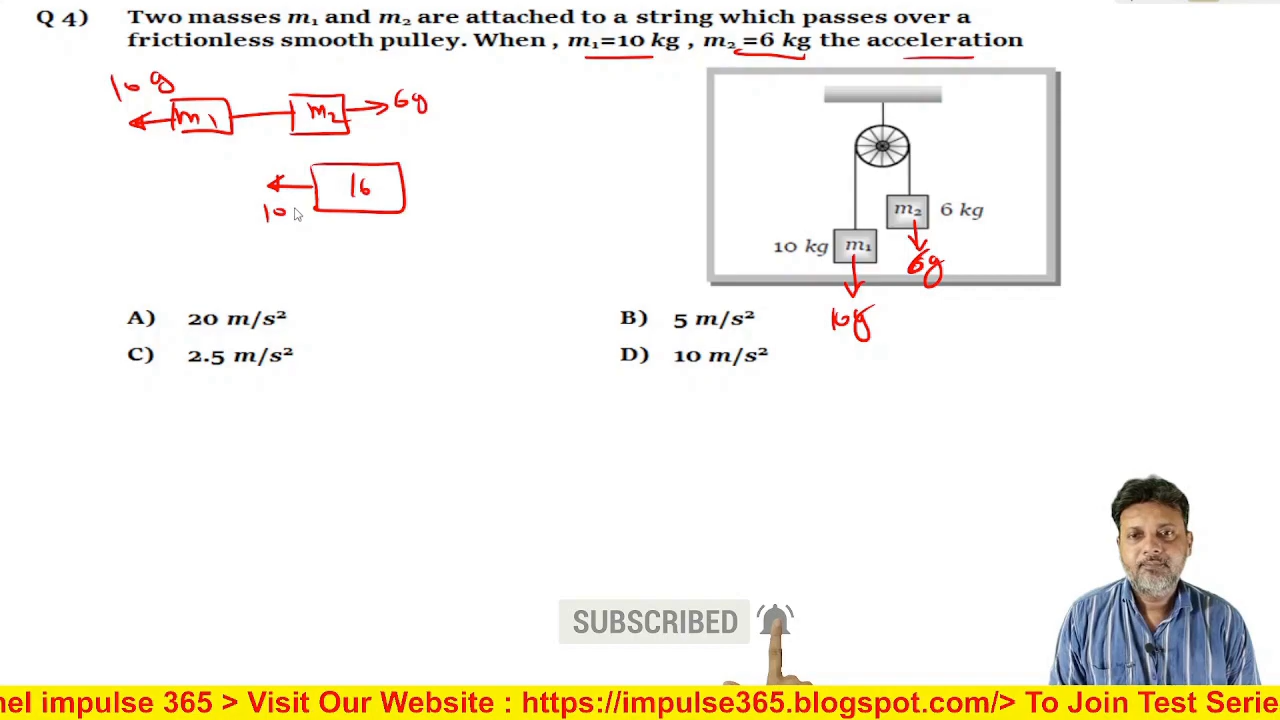 Q 4) Two masses m₁ and m₂ are attached to a string which passes over a
frictionless smooth pulley. When , m₁=10 kg , m₂ =6 kg the acceleration
10 g
m1 m2 6g
16
10
m₂ 6 kg
10 kg m₁
6g
10g
A) 20 m/s² B) 5 m/s²
C) 2.5 m/s² D) 10 m/s²
SUBSCRIBED
nel impulse 365 > Visit Our Website : https://impulse365.blogspot.com/> To Join Test Serie